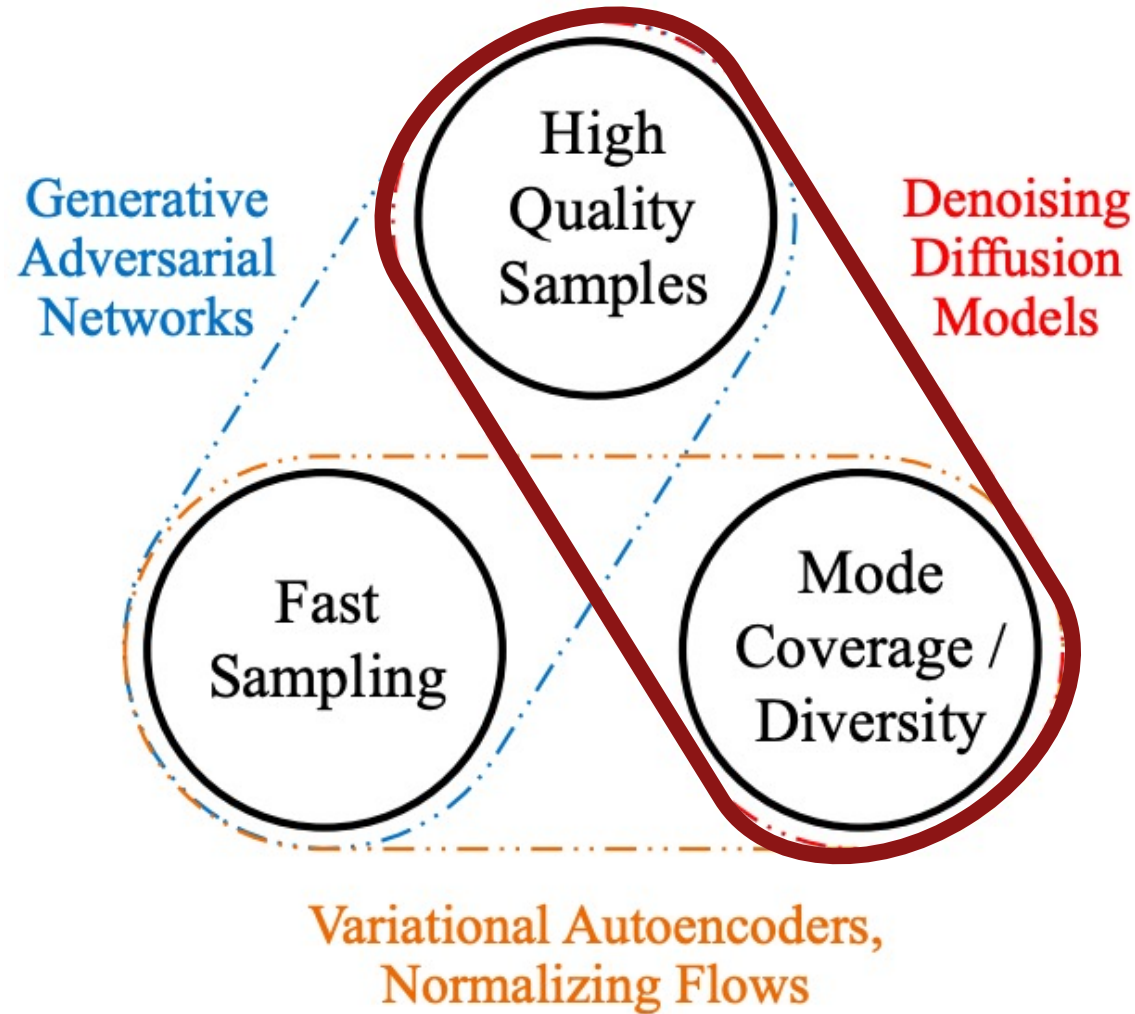 High
Quality
Samples
Generative
Adversarial
Networks
Denoising
Diffusion
Models
Fast
Sampling
Mode
Coverage /
Diversity
Variational Autoencoders,
Normalizing Flows